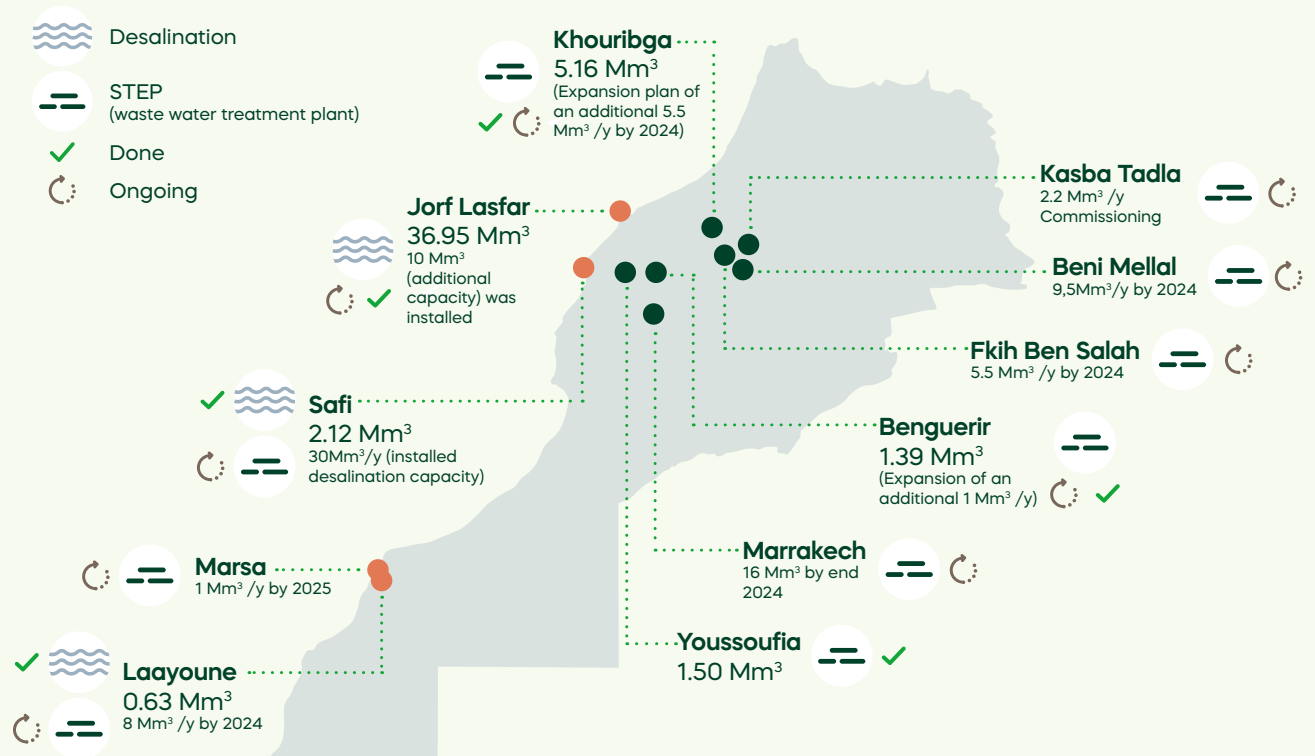 Desalination
STEP
(waste water treatment plant)
Done
Ongoing
Khouribga
5.16 Mm³
(Expansion plan of
an additional 5.5
Mm³ /y by 2024)
Jorf Lasfar
36.95 Mm³
10 Mm³
(additional
capacity) was
installed
Kasba Tadla
2.2 Mm³ /y
Commissioning
Beni Mellal
9,5Mm³/y by 2024
Fkih Ben Salah
5.5 Mm³ /y by 2024
Safi
2.12 Mm³
30Mm³/y (installed
desalination capacity)
Benguerir
1.39 Mm³
(Expansion of an
additional 1 Mm³ /y)
Marsa
1 Mm³ /y by 2025
Marrakech
16 Mm³ by end
2024
Laayoune
0.63 Mm³
8 Mm³ /y by 2024
Youssoufia
1.50 Mm³